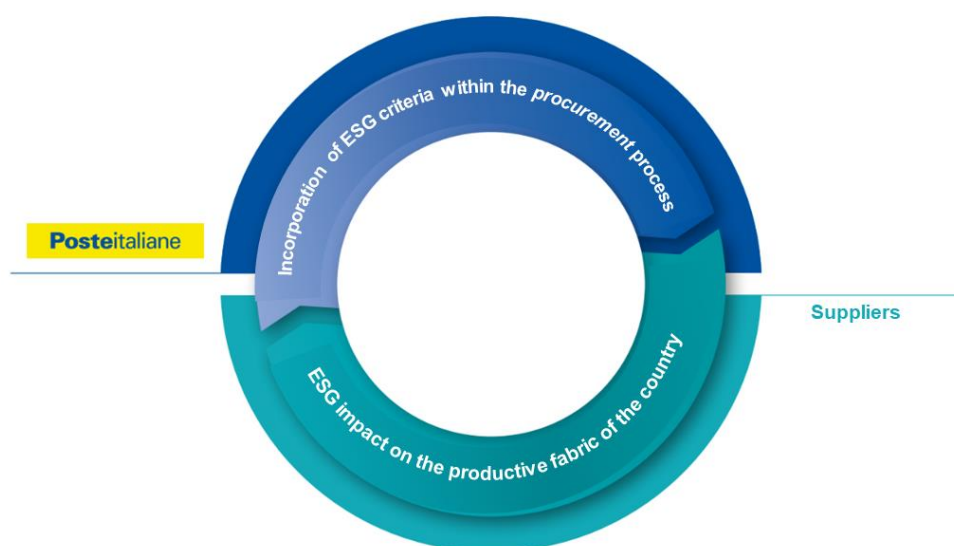 Incorporation of ESG criteria within the procurement process
Posteitaliane
Suppliers
ESG impact on the productive fabric of the country